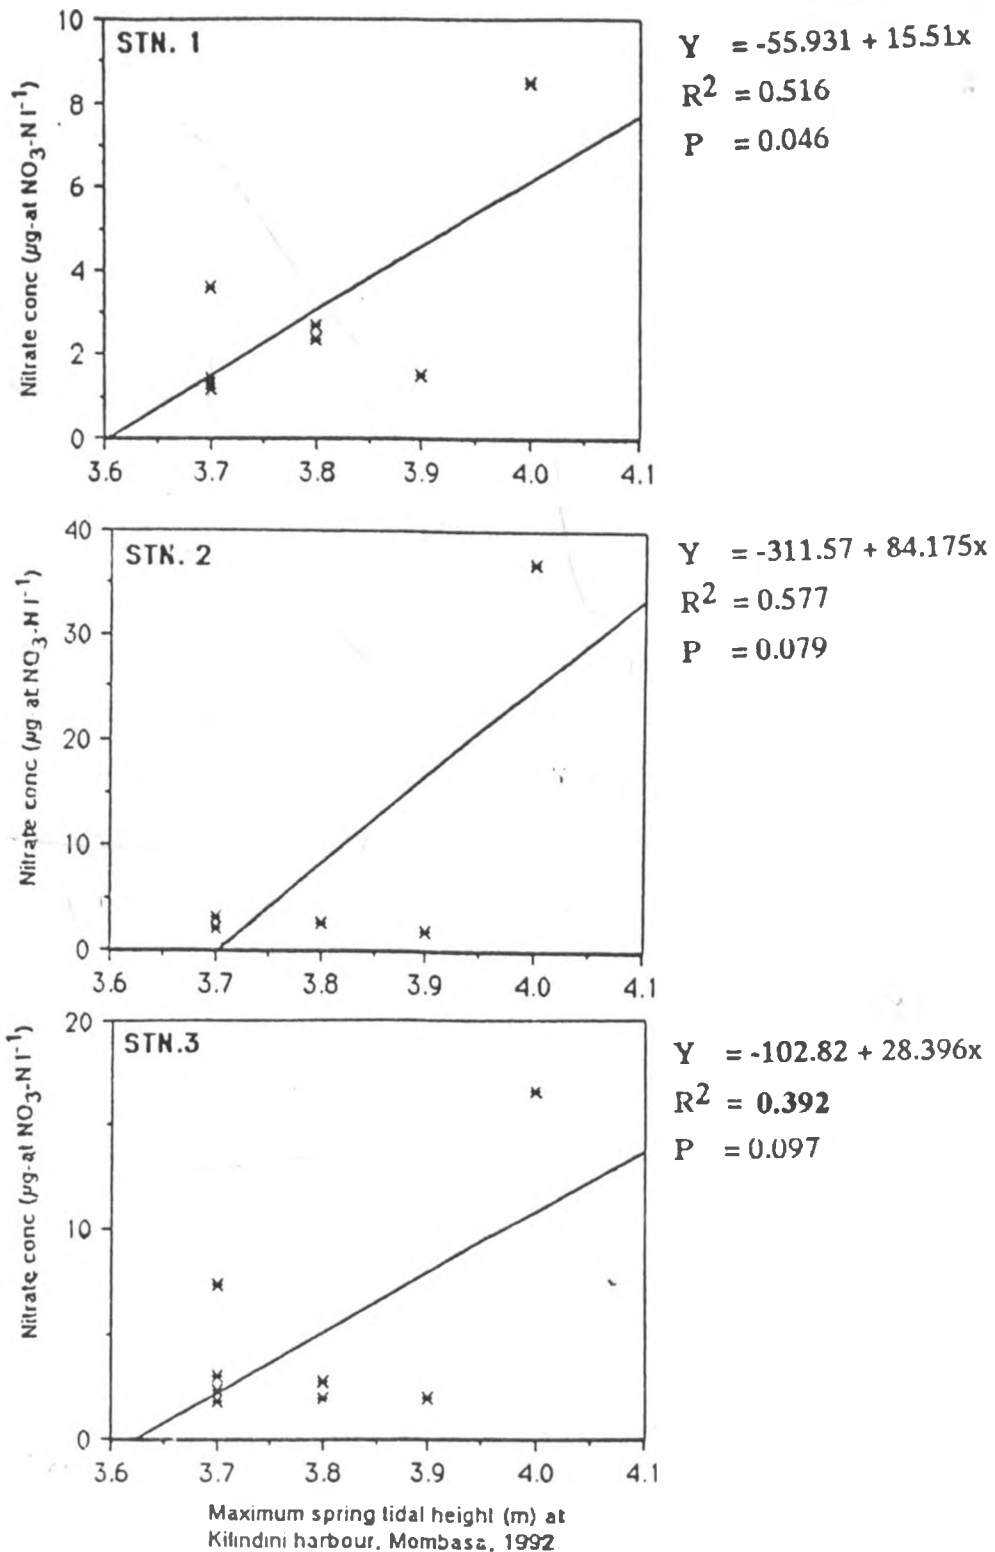 STN. 1
Y = -55.931 + 15.51x
R² = 0.516
P = 0.046
Nitrate conc (µg-at NO₃-N l⁻¹)
10
8
6
4
2
0
3.6 3.7 3.8 3.9 4.0 4.1
STN. 2
Y = -311.57 + 84.175x
R² = 0.577
P = 0.079
Nitrate conc (µg at NO₃-N l⁻¹)
40
30
20
10
0
3.6 3.7 3.8 3.9 4.0 4.1
STN.3
Y = -102.82 + 28.396x
R² = 0.392
P = 0.097
Nitrate conc (µg-at NO₃-N l⁻¹)
20
10
0
3.6 3.7 3.8 3.9 4.0 4.1
Maximum spring tidal height (m) at
Kilindini harbour, Mombasa, 1992